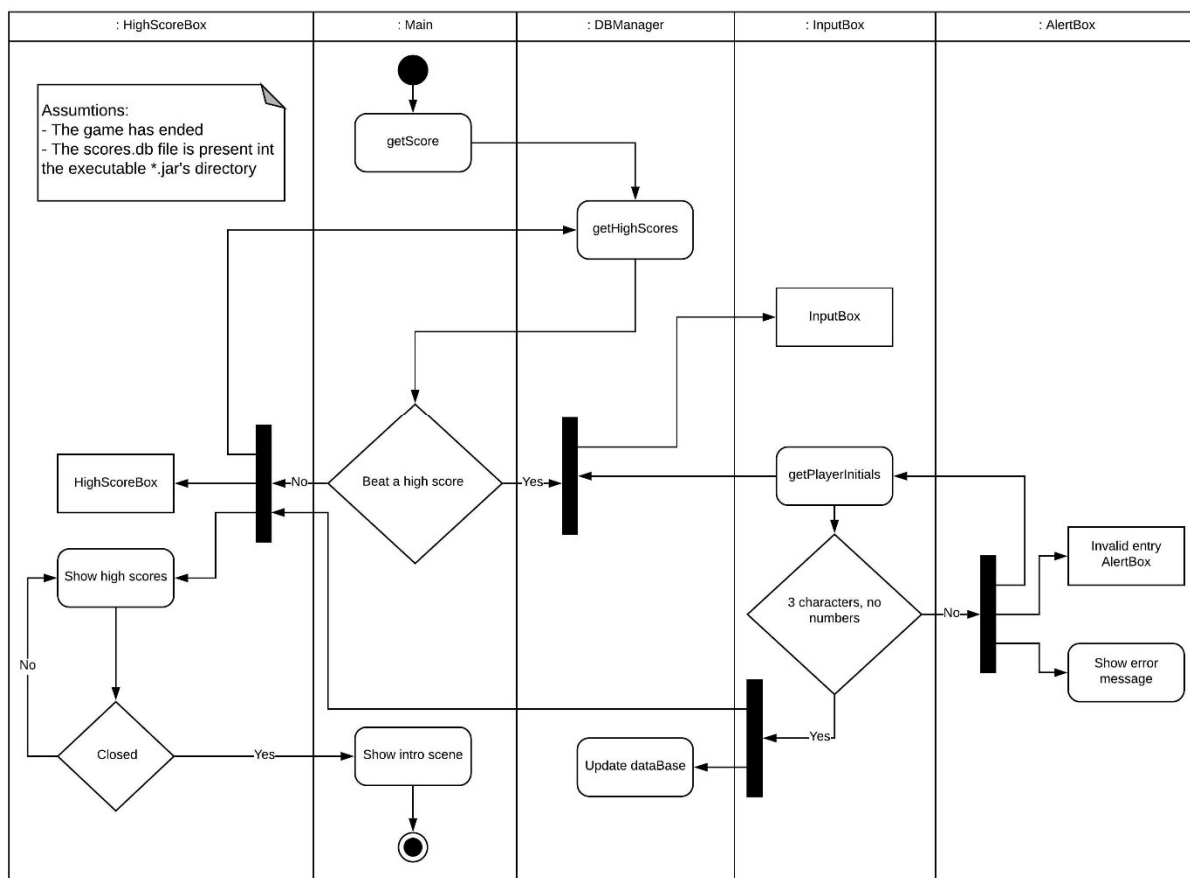 : HighScoreBox
: Main
: DBManager
: InputBox
: AlertBox
Assumtions:
- The game has ended
- The scores.db file is present int
the executable *.jar's directory
getScore
getHighScores
InputBox
HighScoreBox
No
Beat a high score
Yes
getPlayerInitials
Invalid entry
AlertBox
Show high scores
3 characters, no
numbers
No
Show error
message
No
Closed
Yes
Show intro scene
Update dataBase
Yes